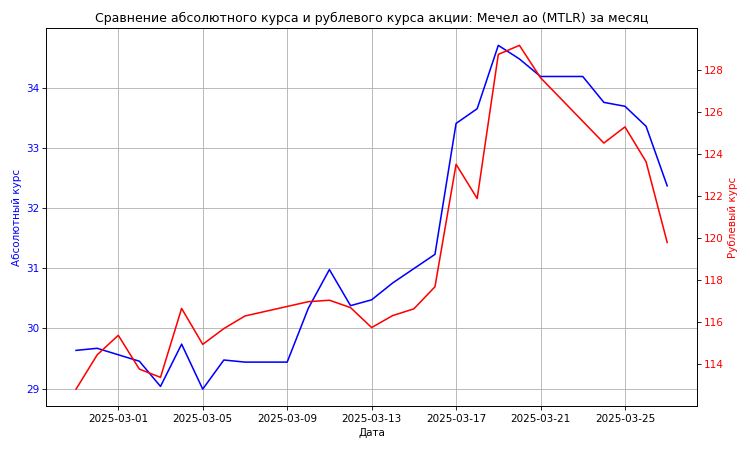 Сравнение абсолютного курса и рублевого курса акции: Мечел ао (MTLR) за месяц
Абсолютный курс
34
33
32
31
30
29
128
126
124
122
120
118
116
114
Рублевый курс
2025-03-01 2025-03-05 2025-03-09 2025-03-13 2025-03-17 2025-03-21 2025-03-25
Дата